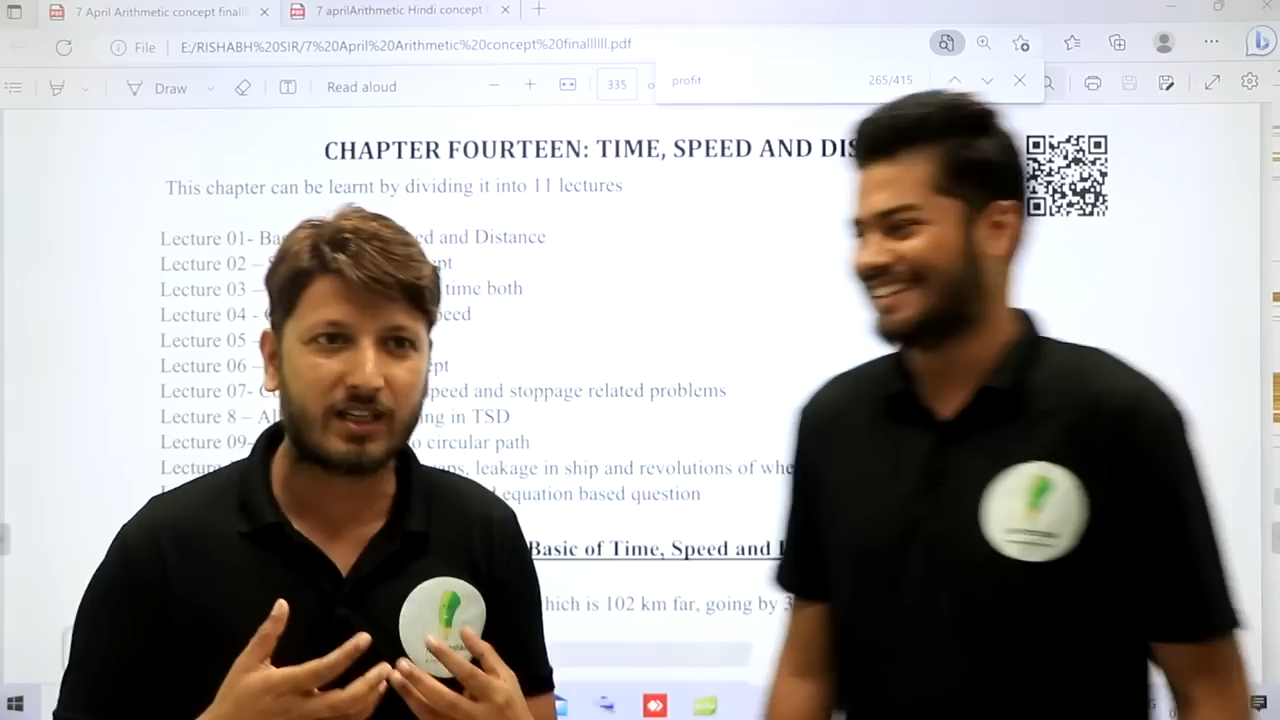 7 April Arithmetic concept finall
7 aprilArithmetic Hindi concept
File
E:/RISHABH%20SIR/7%20April%20Arithmetic%20concept%20finallllll.pdf
Draw
Read aloud
335
profit
265/415
CHAPTER FOURTEEN: TIME, SPEED AND DIS
This chapter can be learnt by dividing it into 11 lectures
Lecture 01- Ba ed and Distance
Lecture 02 – S pt
Lecture 03 – time both
Lecture 04 - eed
Lecture 05 -
Lecture 06 – pt
Lecture 07- C peed and stoppage related problems
Lecture 8 – Al ng in TSD
Lecture 09- o circular path
Lecture ps, leakage in ship and revolutions of whe
equation based question
Basic of Time, Speed and
hich is 102 km far, going by 3